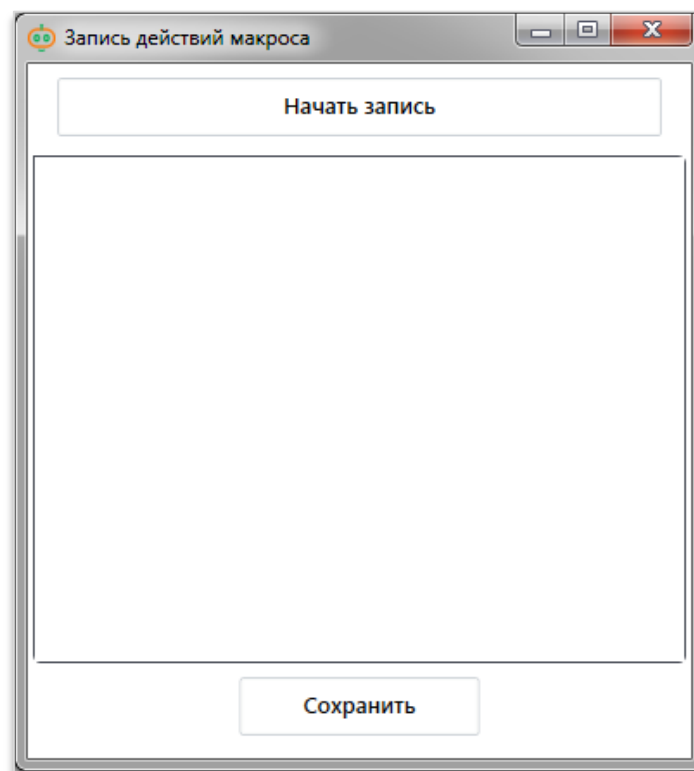 Запись действий макроса
Начать запись
Сохранить